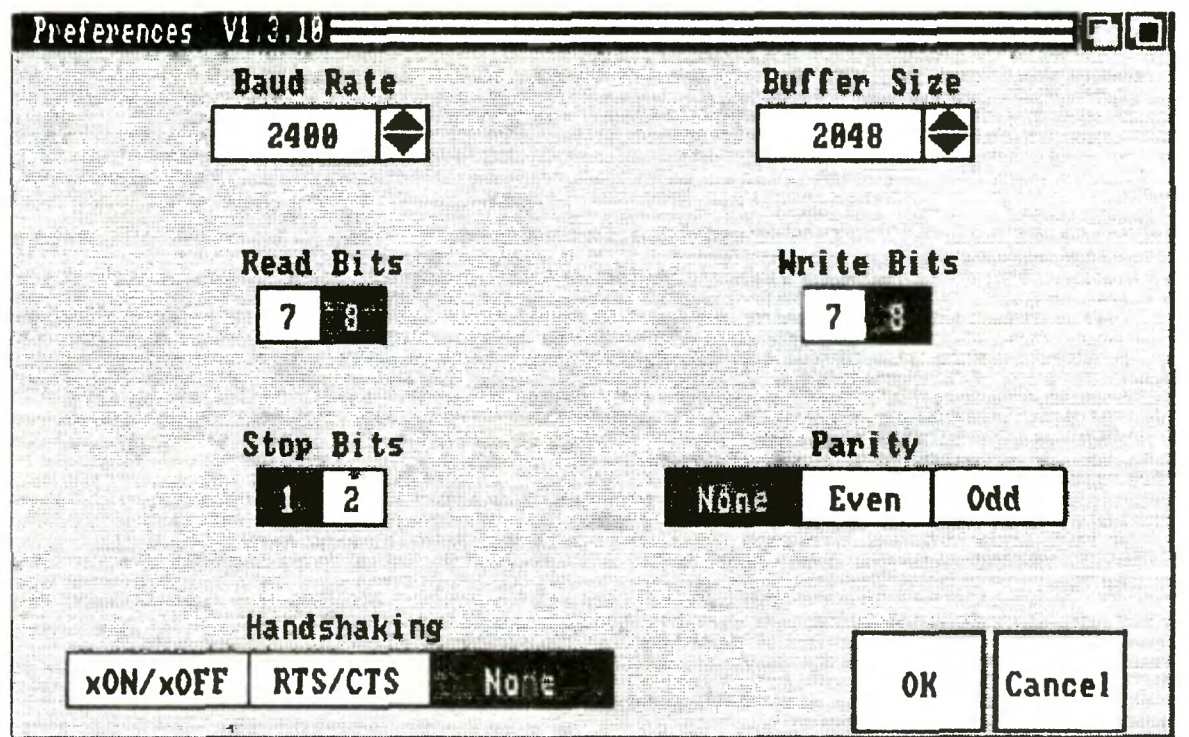 Preferences V1.3.10
Baud Rate Buffer Size
2400 2048
Read Bits Write Bits
7 8 7 8
Stop Bits Parity
1 2 None Even Odd
Handshaking
xON/xOFF RTS/CTS None
OK Cancel